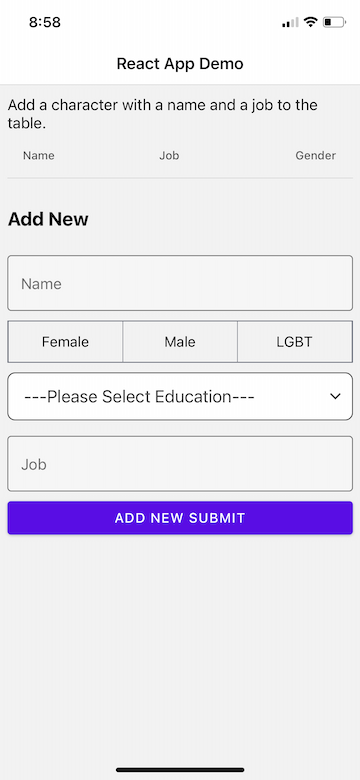 8:58
React App Demo
Add a character with a name and a job to the
table.
Name Job Gender
Add New
Name
Female Male LGBT
---Please Select Education---
Job
ADD NEW SUBMIT